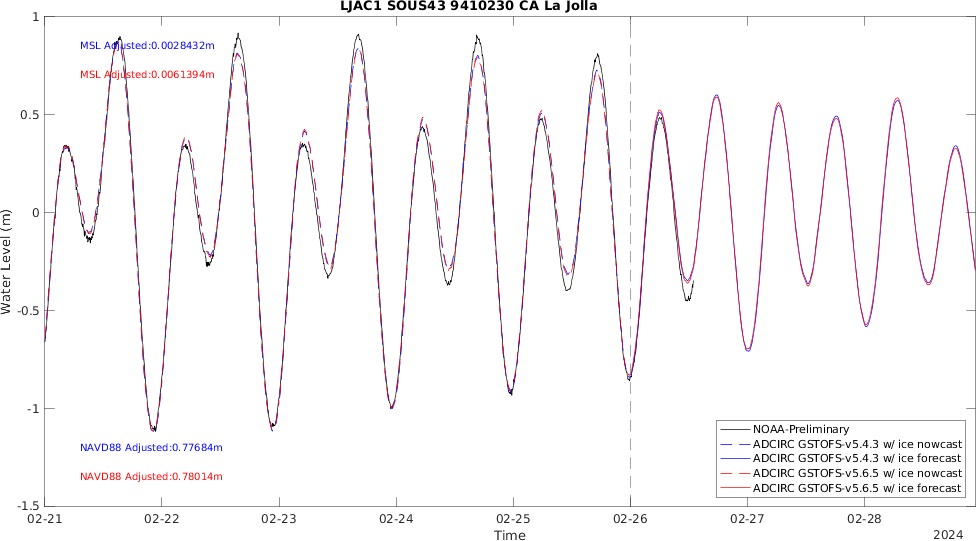 LJAC1 SOUS43 9410230 CA La Jolla
1
MSL Adjusted:0.0028432m
MSL Adjusted:0.0061394m
0.5
0
Water Level (m)
-0.5
-1
NAVD88 Adjusted:0.77684m
NAVD88 Adjusted:0.78014m
NOAA-Preliminary
ADCIRC GSTOFS-v5.4.3 w/ ice nowcast
ADCIRC GSTOFS-v5.4.3 w/ ice forecast
ADCIRC GSTOFS-v5.6.5 w/ ice nowcast
ADCIRC GSTOFS-v5.6.5 w/ ice forecast
-1.5
02-21 02-22 02-23 02-24 02-25 02-26 02-27 02-28
Time
2024